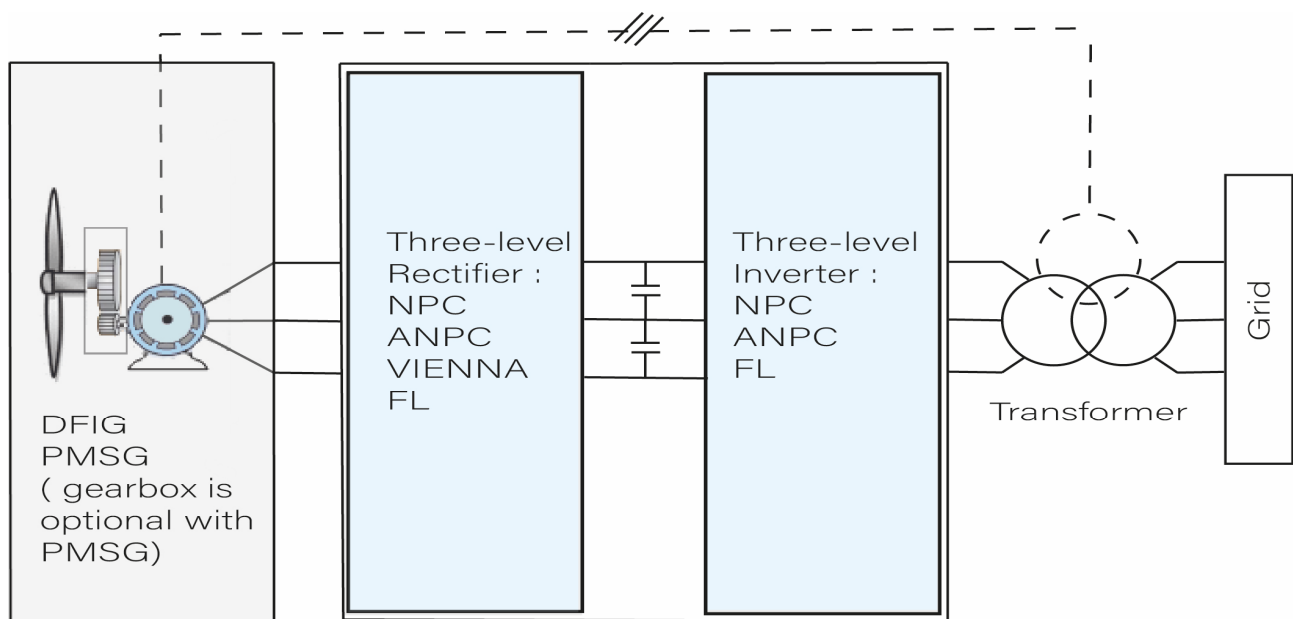 DFIG
PMSG
( gearbox is
optional with
PMSG)
Three-level
Rectifier :
NPC
ANPC
VIENNA
FL
Three-level
Inverter :
NPC
ANPC
FL
Transformer
Grid